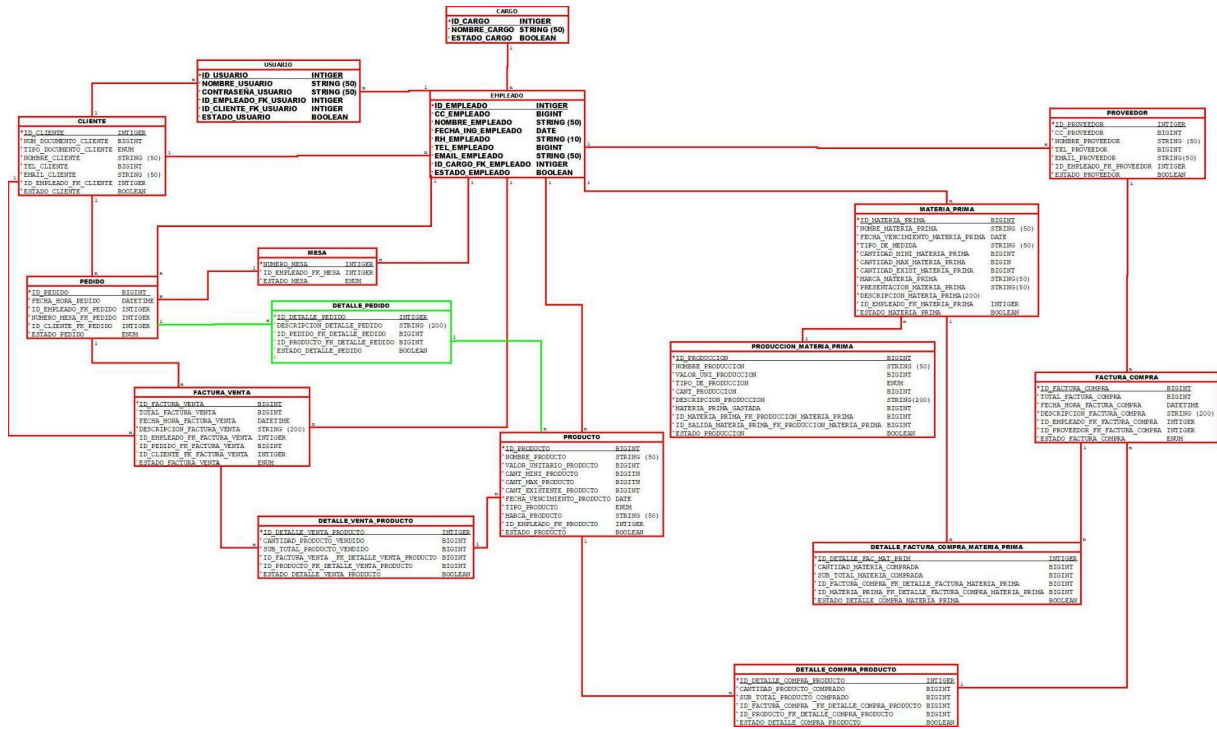 CARGO
*ID_CARGO INTIGER
*NOMBRE_CARGO STRING (50)
*ESTADO_CARGO BOOLEAN
USUARIO
*ID_USUARIO INTIGER
*NOMBRE_USUARIO STRING (50)
*CONTRASEÑA_USUARIO STRING (50)
*ID_EMPLEADO_FK_USUARIO INTIGER
*ID_CLIENTE_FK_USUARIO INTIGER
*ESTADO_USUARIO BOOLEAN
EMPLEADO
*ID_EMPLEADO INTIGER
*CC_EMPLEADO BIGINT
*NOMBRE_EMPLEADO STRING (50)
*FECHA_ING_EMPLEADO DATE
*RH_EMPLEADO STRING (10)
*TEL_EMPLEADO BIGINT
*EMAIL_EMPLEADO STRING (50)
*ID_CARGO_FK_EMPLEADO INTIGER
*ESTADO_EMPLEADO BOOLEAN
CLIENTE
*ID_CLIENTE INTIGER
*NUM_DOCUMENTO_CLIENTE BIGINT
*TIPO_DOCUMENTO_CLIENTE ENUM
*NOMBRE_CLIENTE STRING (50)
*TEL_CLIENTE BIGINT
*EMAIL_CLIENTE STRING (50)
*ID_EMPLEADO_FK_CLIENTE INTIGER
*ESTADO_CLIENTE BOOLEAN
PROVEEDOR
*ID_PROVEEDOR INTIGER
*CC_PROVEEDOR BIGINT
*NOMBRE_PROVEEDOR STRING (50)
*TEL_PROVEEDOR BIGINT
*EMAIL_PROVEEDOR STRING(50)
*ID_EMPLEADO_FK_PROVEEDOR INTIGER
*ESTADO_PROVEEDOR BOOLEAN
MATERIA_PRIMA
*ID_MATERIA_PRIMA BIGINT
*NOMRE_MATERIA_PRIMA STRING (50)
*FECHA_VENCIMIENTO_MATERIA_PRIMA DATE
*TIPO_DE_MEDIDA STRING (50)
*CANTIDAD_MINI_MATERIA_PRIMA BIGINT
*CANTIDAD_MAX_MATERIA_PRIMA BIGIN
*CANTIDAD_EXIST_MATERIA_PRIMA BIGINT
*MARCA_MATERIA_PRIMA STRING(50)
*PRESENTACION_MATERIA_PRIMA STRING(50)
*DESCRIPCION_MATERIA_PRIMA(200)
*ID_EMPLEADO_FK_MATERIA_PRIMA INTIGER
*ESTADO_MATERIA_PRIMA BOOLEAN
MESA
*NUMERO_MESA INTIGER
*ID_EMPLEADO_FK_MESA INTIGER
*ESTADO_MESA ENUM
PEDIDO
*ID_PEDIDO BIGINT
*FECHA_HORA_PEDIDO DATETIME
*ID_EMPLEADO_FK_PEDIDO INTIGER
*NUMERO_MESA_FK_PEDIDO INTIGER
*ID_CLIENTE_FK_PEDIDO INTIGER
*ESTADO_PEDIDO ENUM
DETALLE_PEDIDO
*ID_DETALLE_PEDIDO INTIGER
*DESCRIPCION_DETALLE_PEDIDO STRING (200)
*ID_PEDIDO_FK_DETALLE_PEDIDO BIGINT
*ID_PRODUCTO_FK_DETALLE_PEDIDO BIGINT
*ESTADO_DETALLE_PEDIDO BOOLEAN
PRODUCCION_MATERIA_PRIMA
*ID_PRODUCCION BIGINT
*NOMBRE_PRODUCCION STRING (50)
*VALOR_UNI_PRODUCCION BIGINT
*TIPO_DE_PRODUCCION ENUM
*CANT_PRODUCCION BIGINT
*DESCRIPCION_PRODUCCION STRING(200)
*MATERIA_PRIMA_GASTADA BIGINT
*ID_MATERIA_PRIMA_FK_PRODUCCION_MATERIA_PRIMA BIGINT
*ID_SALIDA_MATERIA_PRIMA_FK_PRODUCCION_MATERIA_PRIMA BIGINT
*ESTADO_PRODUCCION BOOLEAN
FACTURA_COMPRA
*ID_FACTURA_COMPRA BIGINT
*TOTAL_FACTURA_COMPRA BIGINT
*FECHA_HORA_FACTURA_COMPRA DATETIME
*DESCRIPCION_FACTURA_COMPRA STRING (200)
*ID_EMPLEADO_FK_FACTURA_COMPRA INTIGER
*ID_PROVEEDOR_FK_FACTURA_COMPRA INTIGER
*ESTADO_FACTURA_COMPRA ENUM
FACTURA_VENTA
*ID_FACTURA_VENTA BIGINT
*TOTAL_FACTURA_VENTA BIGINT
*FECHA_HORA_FACTURA_VENTA DATETIME
*DESCRIPCION_FACTURA_VENTA STRING (200)
*ID_EMPLEADO_FK_FACTURA_VENTA INTIGER
*ID_PEDIDO_FK_FACTURA_VENTA BIGINT
*ID_CLIENTE_FK_FACTURA_VENTA INTIGER
*ESTADO_FACTURA_VENTA ENUM
PRODUCTO
*ID_PRODUCTO BIGINT
*NOMBRE_PRODUCTO STRING (50)
*VALOR_UNITARIO_PRODUCTO BIGINT
*CANT_MINI_PRODUCTO BIGITN
*CANT_MAX_PRODUCTO BIGITN
*CANT_EXISTENTE_PRODUCTO BIGINT
*FECHA_VENCIMIENTO_PRODUCTO DATE
*TIPO_PRODUCTO ENUM
*MARCA_PRODUCTO STRING (50)
*ID_EMPLEADO_FK_PRODUCTO INTIGER
*ESTADO_PRODUCTO BOOLEAN
DETALLE_VENTA_PRODUCTO
*ID_DETALLE_VENTA_PRODUCTO INTIGER
*CANTIDAD_PRODUCTO_VENDIDO BIGINT
*SUB_TOTAL_PRODUCTO_VENDIDO BIGINT
*ID_FACTURA_VENTA _FK_DETALLE_VENTA_PRODUCTO BIGINT
*ID_PRODUCTO_FK_DETALLE_VENTA_PRODUCTO BIGINT
*ESTADO_DETALLE_VENTA_PRODUCTO BOOLEAN
DETALLE_FACTURA_COMPRA_MATERIA_PRIMA
*ID_DETALLE_FAC_MAT_PRIM INTIGER
*CANTIDAD_MATERIA_COMPRADA BIGINT
*SUB_TOTAL_MATERIA_COMPRADA BIGINT
*ID_FACTURA_COMPRA_FK_DETALLE_FACTURA_MATERIA_PRIMA BIGINT
*ID_MATERIA_PRIMA_FK_DETALLE_FACTURA_COMPRA_MATERIA_PRIMA BIGINT
*ESTADO_DETALLE_COMPRA_MATERIA_PRIMA BOOLEAN
DETALLE_COMPRA_PRODUCTO
*ID_DETALLE_COMPRA_PRODUCTO INTIGER
*CANTIDAD_PRODUCTO_COMPRADO BIGINT
*SUB_TOTAL_PRODUCTO_COMPRADO BIGINT
*ID_FACTURA_COMPRA _FK_DETALLE_COMPRA_PRODUCTO BIGINT
*ID_PRODUCTO_FK_DETALLE_COMPRA_PRODUCTO BIGINT
*ESTADO_DETALLE_COMPRA_PRODUCTO BOOLEAN